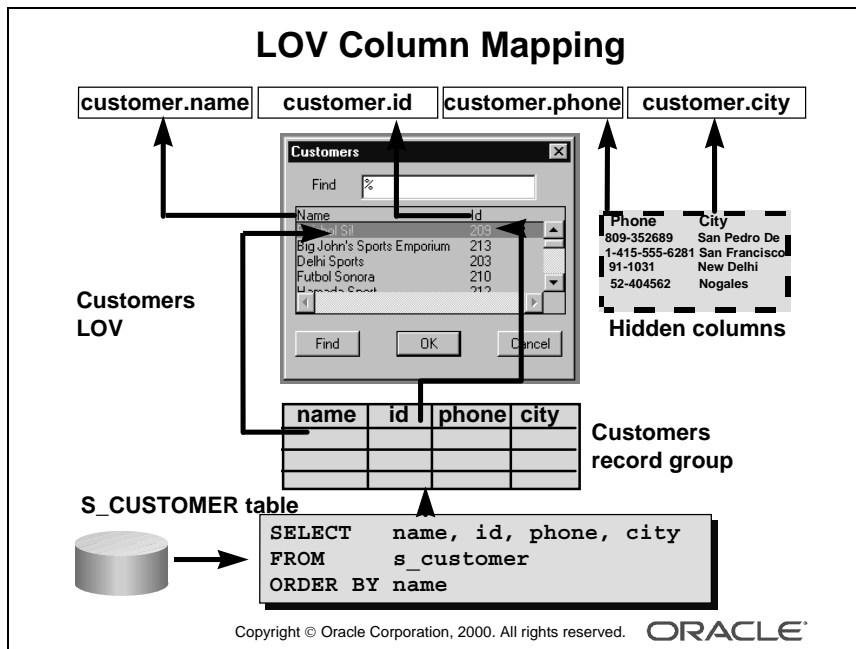 LOV Column Mapping
customer.name customer.id customer.phone customer.city
Customers
Find %
Name Id
209
Big John's Sports Emporium 213
Delhi Sports 203
Futbol Sonora 210
Hamada Sport 212
Find OK Cancel
Phone City
809-352689 San Pedro De
1-415-555-6281 San Francisco
91-1031 New Delhi
52-404562 Nogales
Hidden columns
Customers
LOV
name id phone city
Customers
record group
S_CUSTOMER table
SELECT name, id, phone, city
FROM s_customer
ORDER BY name
Copyright © Oracle Corporation, 2000. All rights reserved. ORACLE®